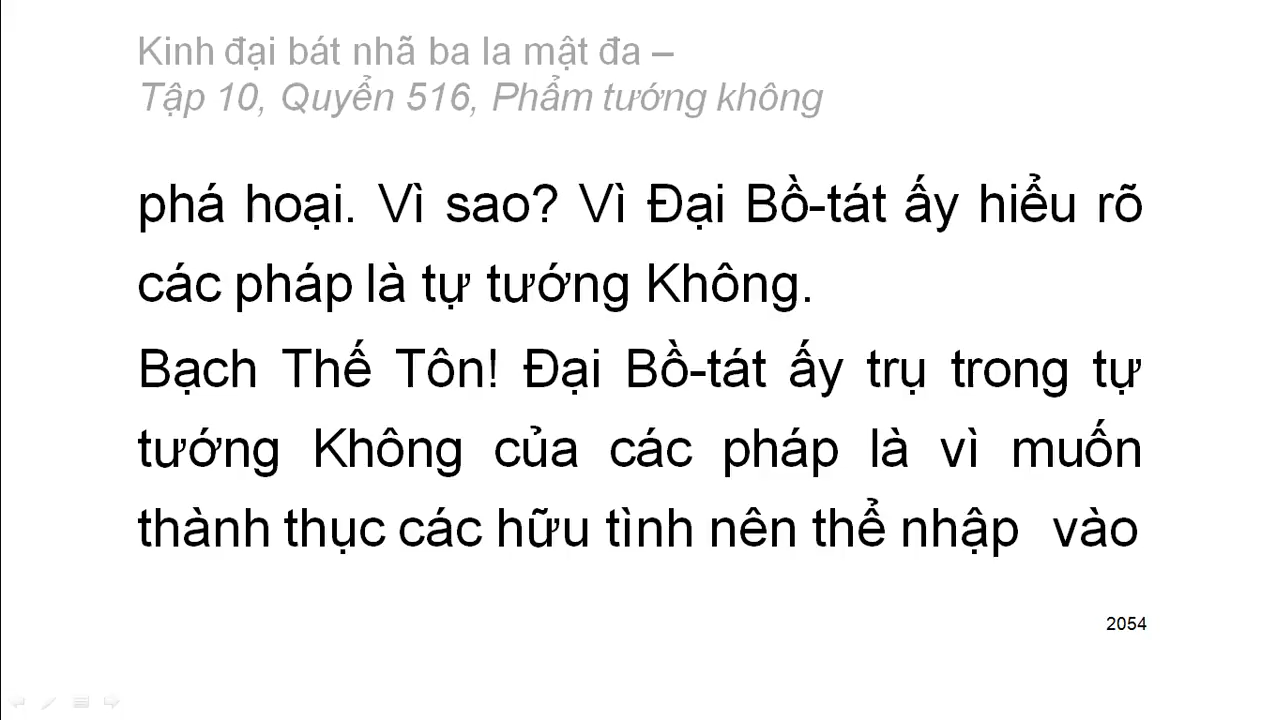 Kinh đại bát nhã ba la mật đa –
Tập 10, Quyển 516, Phẩm tướng không
phá hoại. Vì sao? Vì Đại Bồ-tát ấy hiểu rõ
các pháp là tự tướng Không.
Bạch Thế Tôn! Đại Bồ-tát ấy trụ trong tự
tướng Không của các pháp là vì muốn
thành thục các hữu tình nên thể nhập vào
2054